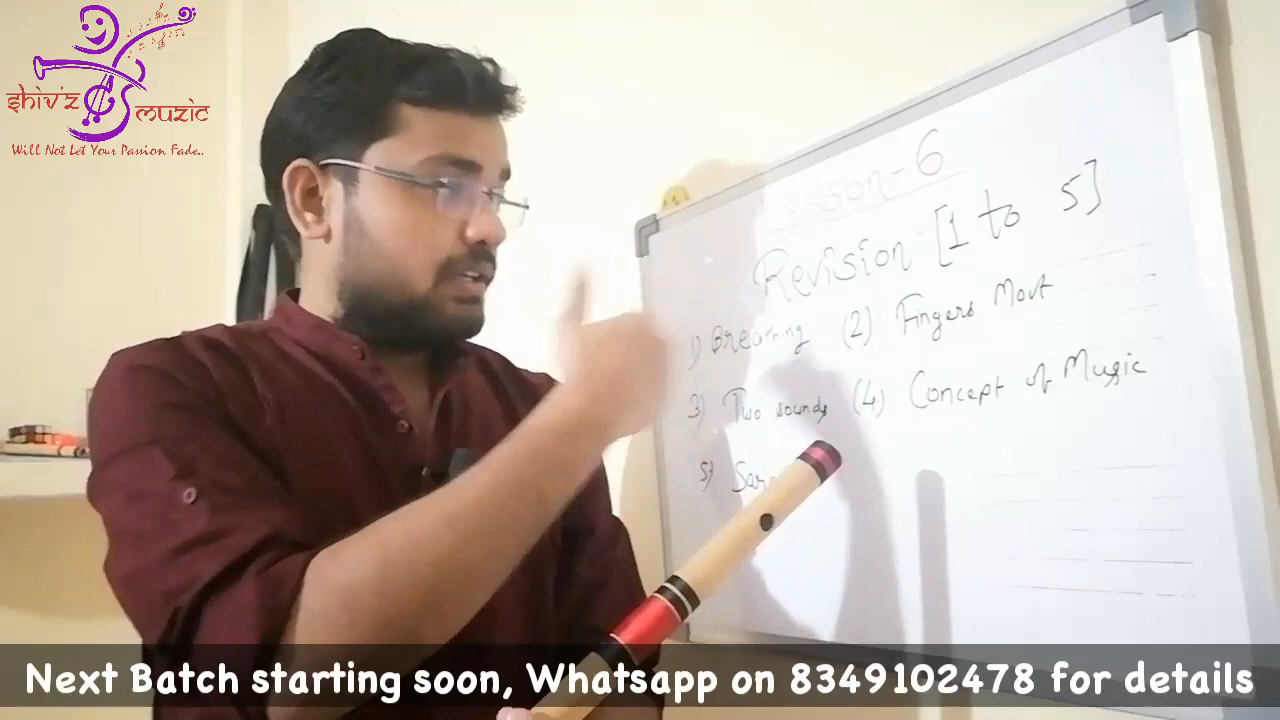 SHIV'Z
MUZIC
Will Not Let Your Passion Fade..
Lesson-6
Revision [1 to 5]
1) Breathing (2) Fingers Movt
3) Two sounds (4) Concept of Music
5)
Next Batch starting soon, Whatsapp on 8349102478 for details